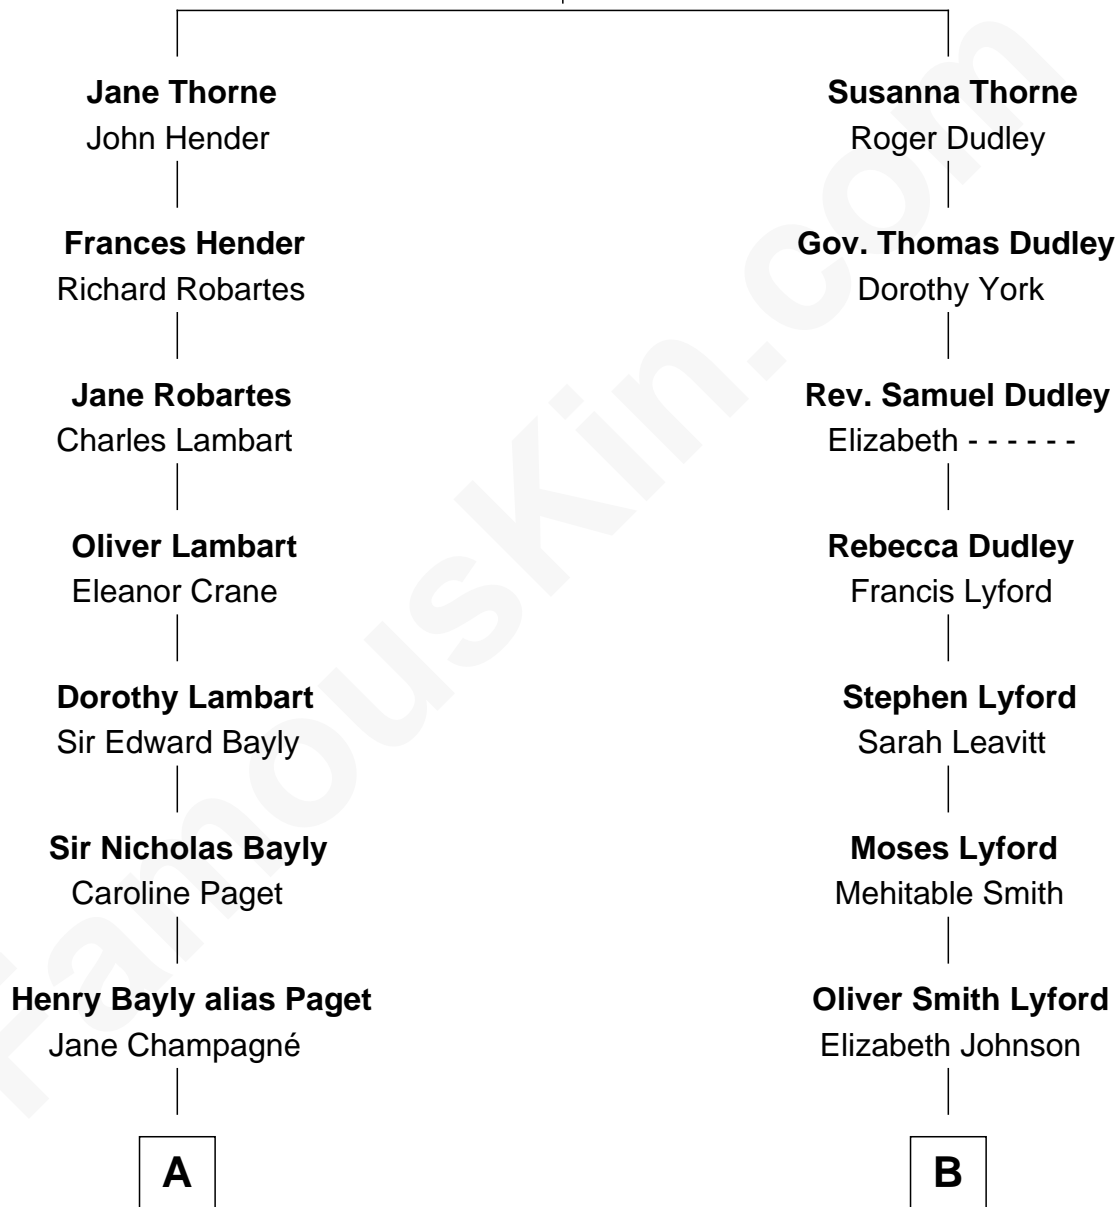 Jane Thorne
John Hender
Frances Hender
Richard Robartes
Jane Robartes
Charles Lambart
Oliver Lambart
Eleanor Crane
Dorothy Lambart
Sir Edward Bayly
Sir Nicholas Bayly
Caroline Paget
Henry Bayly alias Paget
Jane Champagné
A
Susanna Thorne
Roger Dudley
Gov. Thomas Dudley
Dorothy York
Rev. Samuel Dudley
Elizabeth - - - - - -
Rebecca Dudley
Francis Lyford
Stephen Lyford
Sarah Leavitt
Moses Lyford
Mehitable Smith
Oliver Smith Lyford
Elizabeth Johnson
B
FamousKin.com